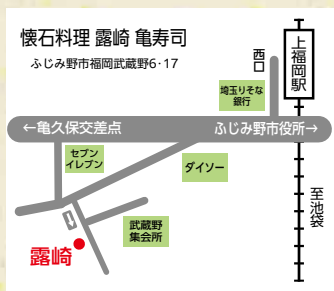 懐石料理 露崎 亀寿司
ふじみ野市福岡武蔵野6・17
上福岡駅
西口
埼玉りそな
銀行
←亀久保交差点
ふじみ野市役所→
セブン
イレブン
ダイソー
至池袋
武蔵野
集会所
露崎